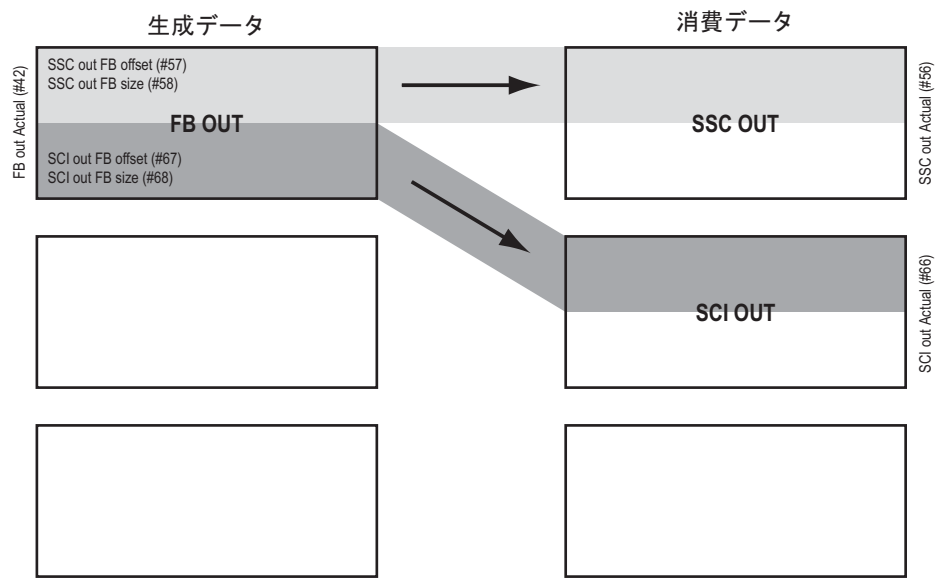 生成データ
消費データ
FB out Actual (#42)
SSC out FB offset (#57)
SSC out FB size (#58)
FB OUT
SCI out FB offset (#67)
SCI out FB size (#68)
SSC OUT
SSC out Actual (#56)
SCI OUT
SCI out Actual (#66)